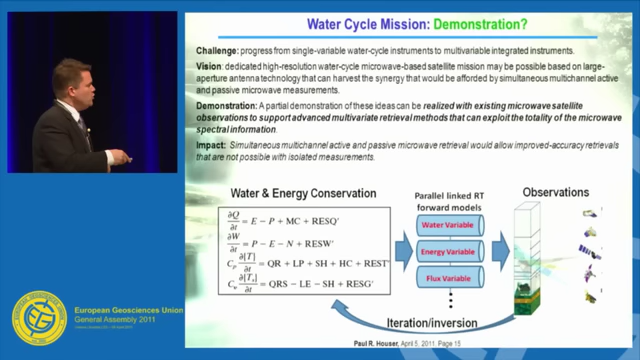 Water Cycle Mission: Demonstration?
Challenge: progress from single-variable water-cycle instruments to multivariable integrated instruments.
Vision: dedicated high-resolution water-cycle microwave-based satellite mission may be possible based on large-
aperture antenna technology that can harvest the synergy that would be afforded by simultaneous multichannel active
and passive microwave measurements.
Demonstration: A partial demonstration of these ideas can be realized with existing microwave satellite
observations to support advanced multivariate retrieval methods that can exploit the totality of the microwave
spectral information.
Impact: Simultaneous multichannel active and passive microwave retrieval would allow improved-accuracy retrievals
that are not possible with isolated measurements.
Water & Energy Conservation
∂Q/∂t = E − P + MC + RESQ'
∂W/∂t = P − E − N + RESW'
Cp ∂[T]/∂t = QR + LP + SH + HC + REST'
∂[Ts]/∂t = QRS − LE − SH + RESG'
Parallel linked RT
forward models
Water Variable
Energy Variable
Flux Variable
Observations
Iteration/inversion
Paul R. Houser, April 5, 2011, Page 15
European Geosciences Union
General Assembly 2011